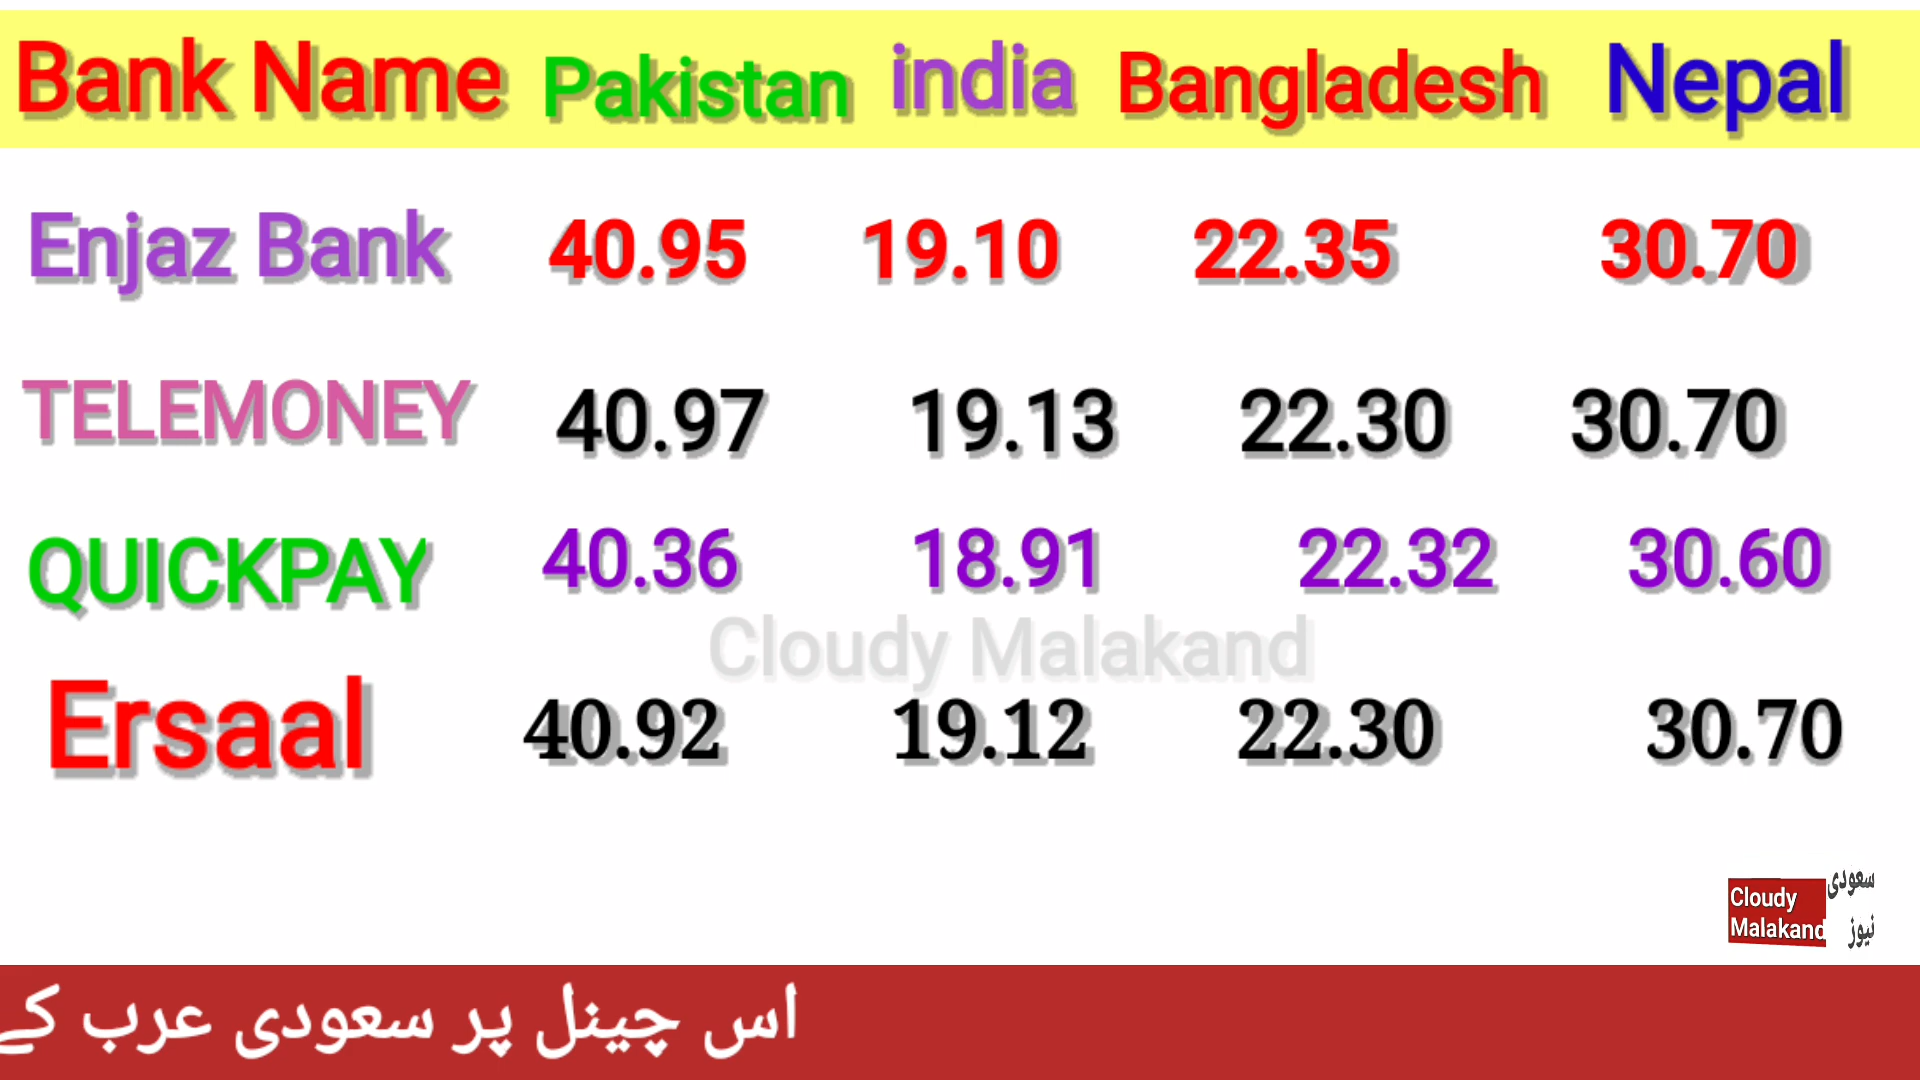 Bank Name Pakistan india Bangladesh Nepal
Enjaz Bank 40.95 19.10 22.35 30.70
TELEMONEY 40.97 19.13 22.30 30.70
QUICKPAY 40.36 18.91 22.32 30.60
Cloudy Malakand
Ersaal 40.92 19.12 22.30 30.70
Cloudy سعودی
Malakand نیوز
اس چینل پر سعودی عرب کے